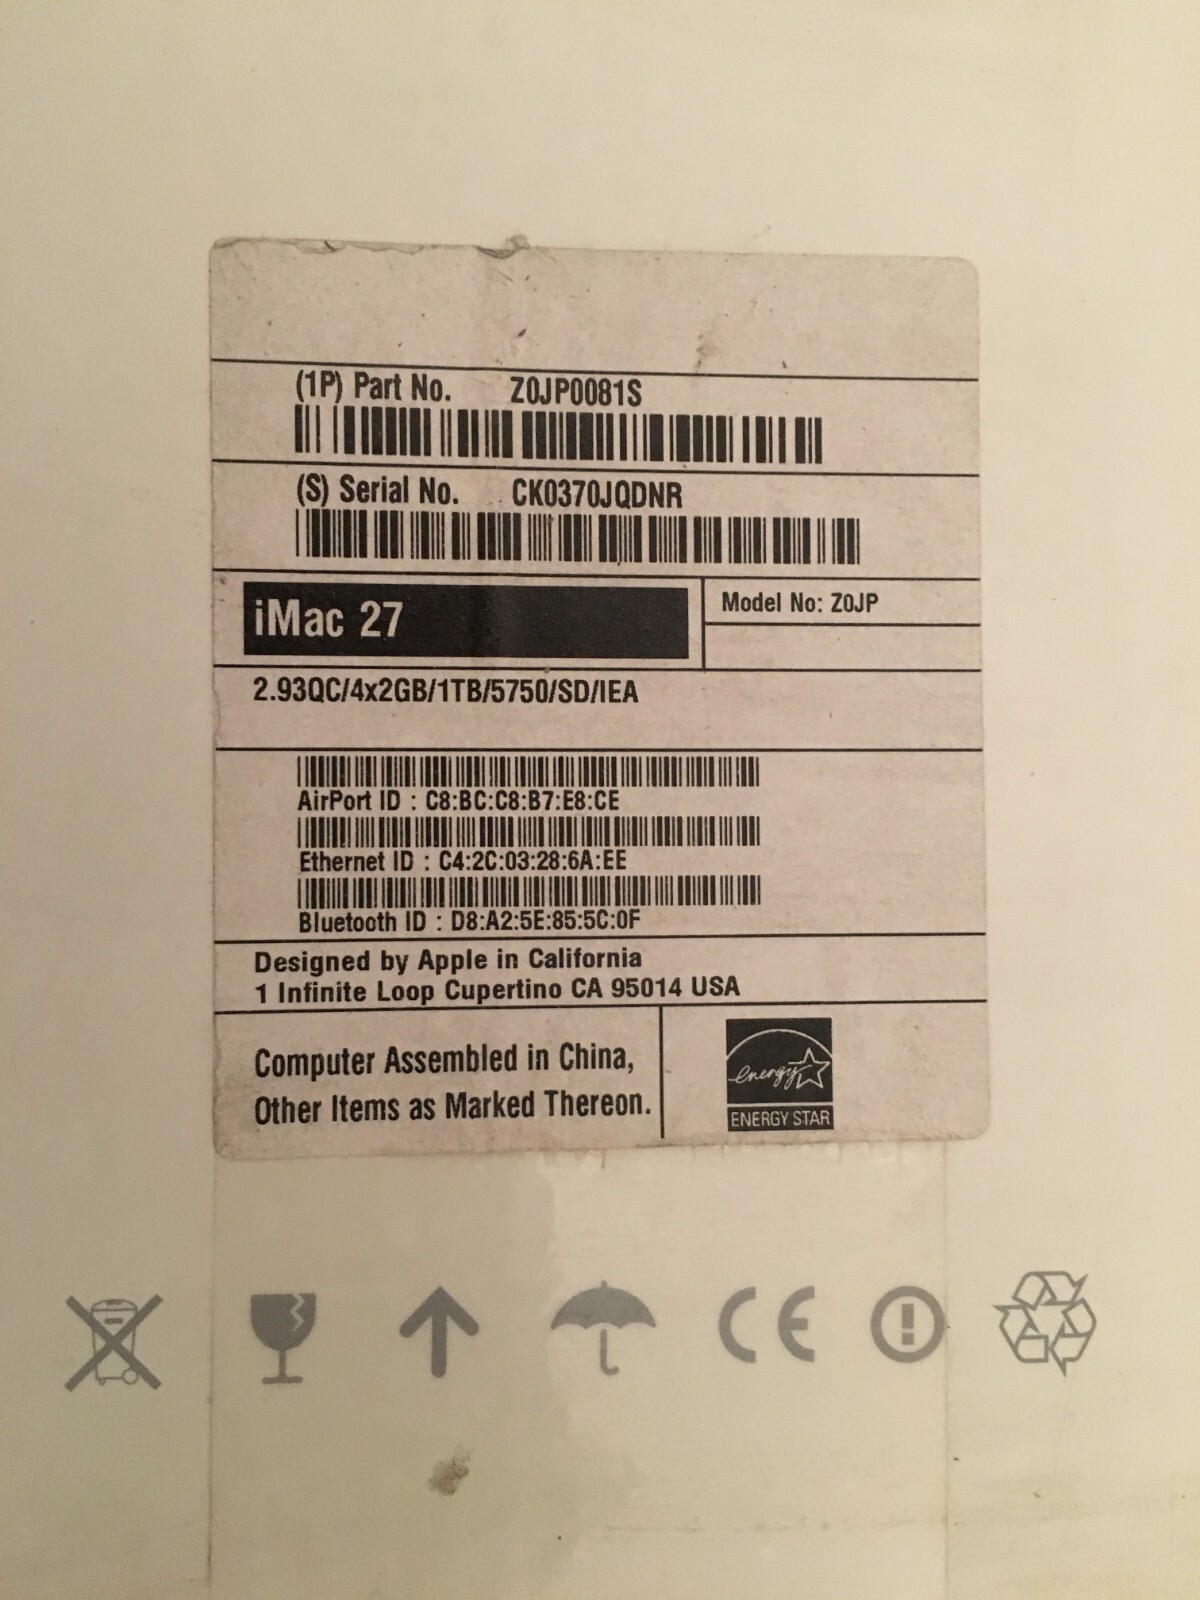 (1P) Part No. Z0JP0081S
(S) Serial No. CK0370JQDNR
iMac 27
Model No: Z0JP
2.93QC/4x2GB/1TB/5750/SD/IEA
AirPort ID : C8:BC:C8:B7:E8:CE
Ethernet ID : C4:2C:03:28:6A:EE
Bluetooth ID : D8:A2:5E:85:5C:0F
Designed by Apple in California
1 Infinite Loop Cupertino CA 95014 USA
Computer Assembled in China,
Other Items as Marked Thereon.
energy
ENERGY STAR
CE